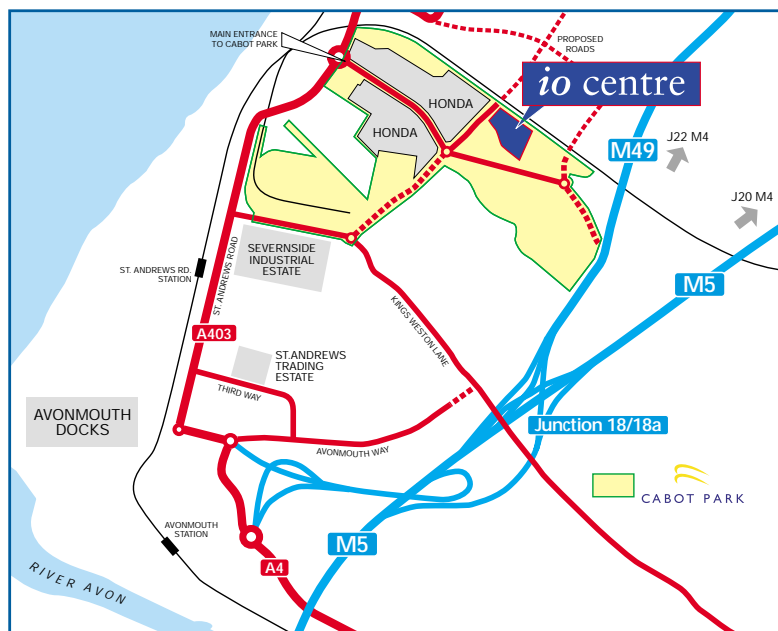 MAIN ENTRANCE
TO CABOT PARK
PROPOSED
ROADS
io centre
HONDA
HONDA
M49
J22 M4
J20 M4
M5
SEVERNSIDE
INDUSTRIAL
ESTATE
ST. ANDREWS RD.
STATION
ST. ANDREWS ROAD
A403
KINGS WESTON LANE
ST.ANDREWS
TRADING
ESTATE
THIRD WAY
AVONMOUTH
DOCKS
Junction 18/18a
AVONMOUTH WAY
CABOT PARK
AVONMOUTH
STATION
M5
A4
RIVER AVON